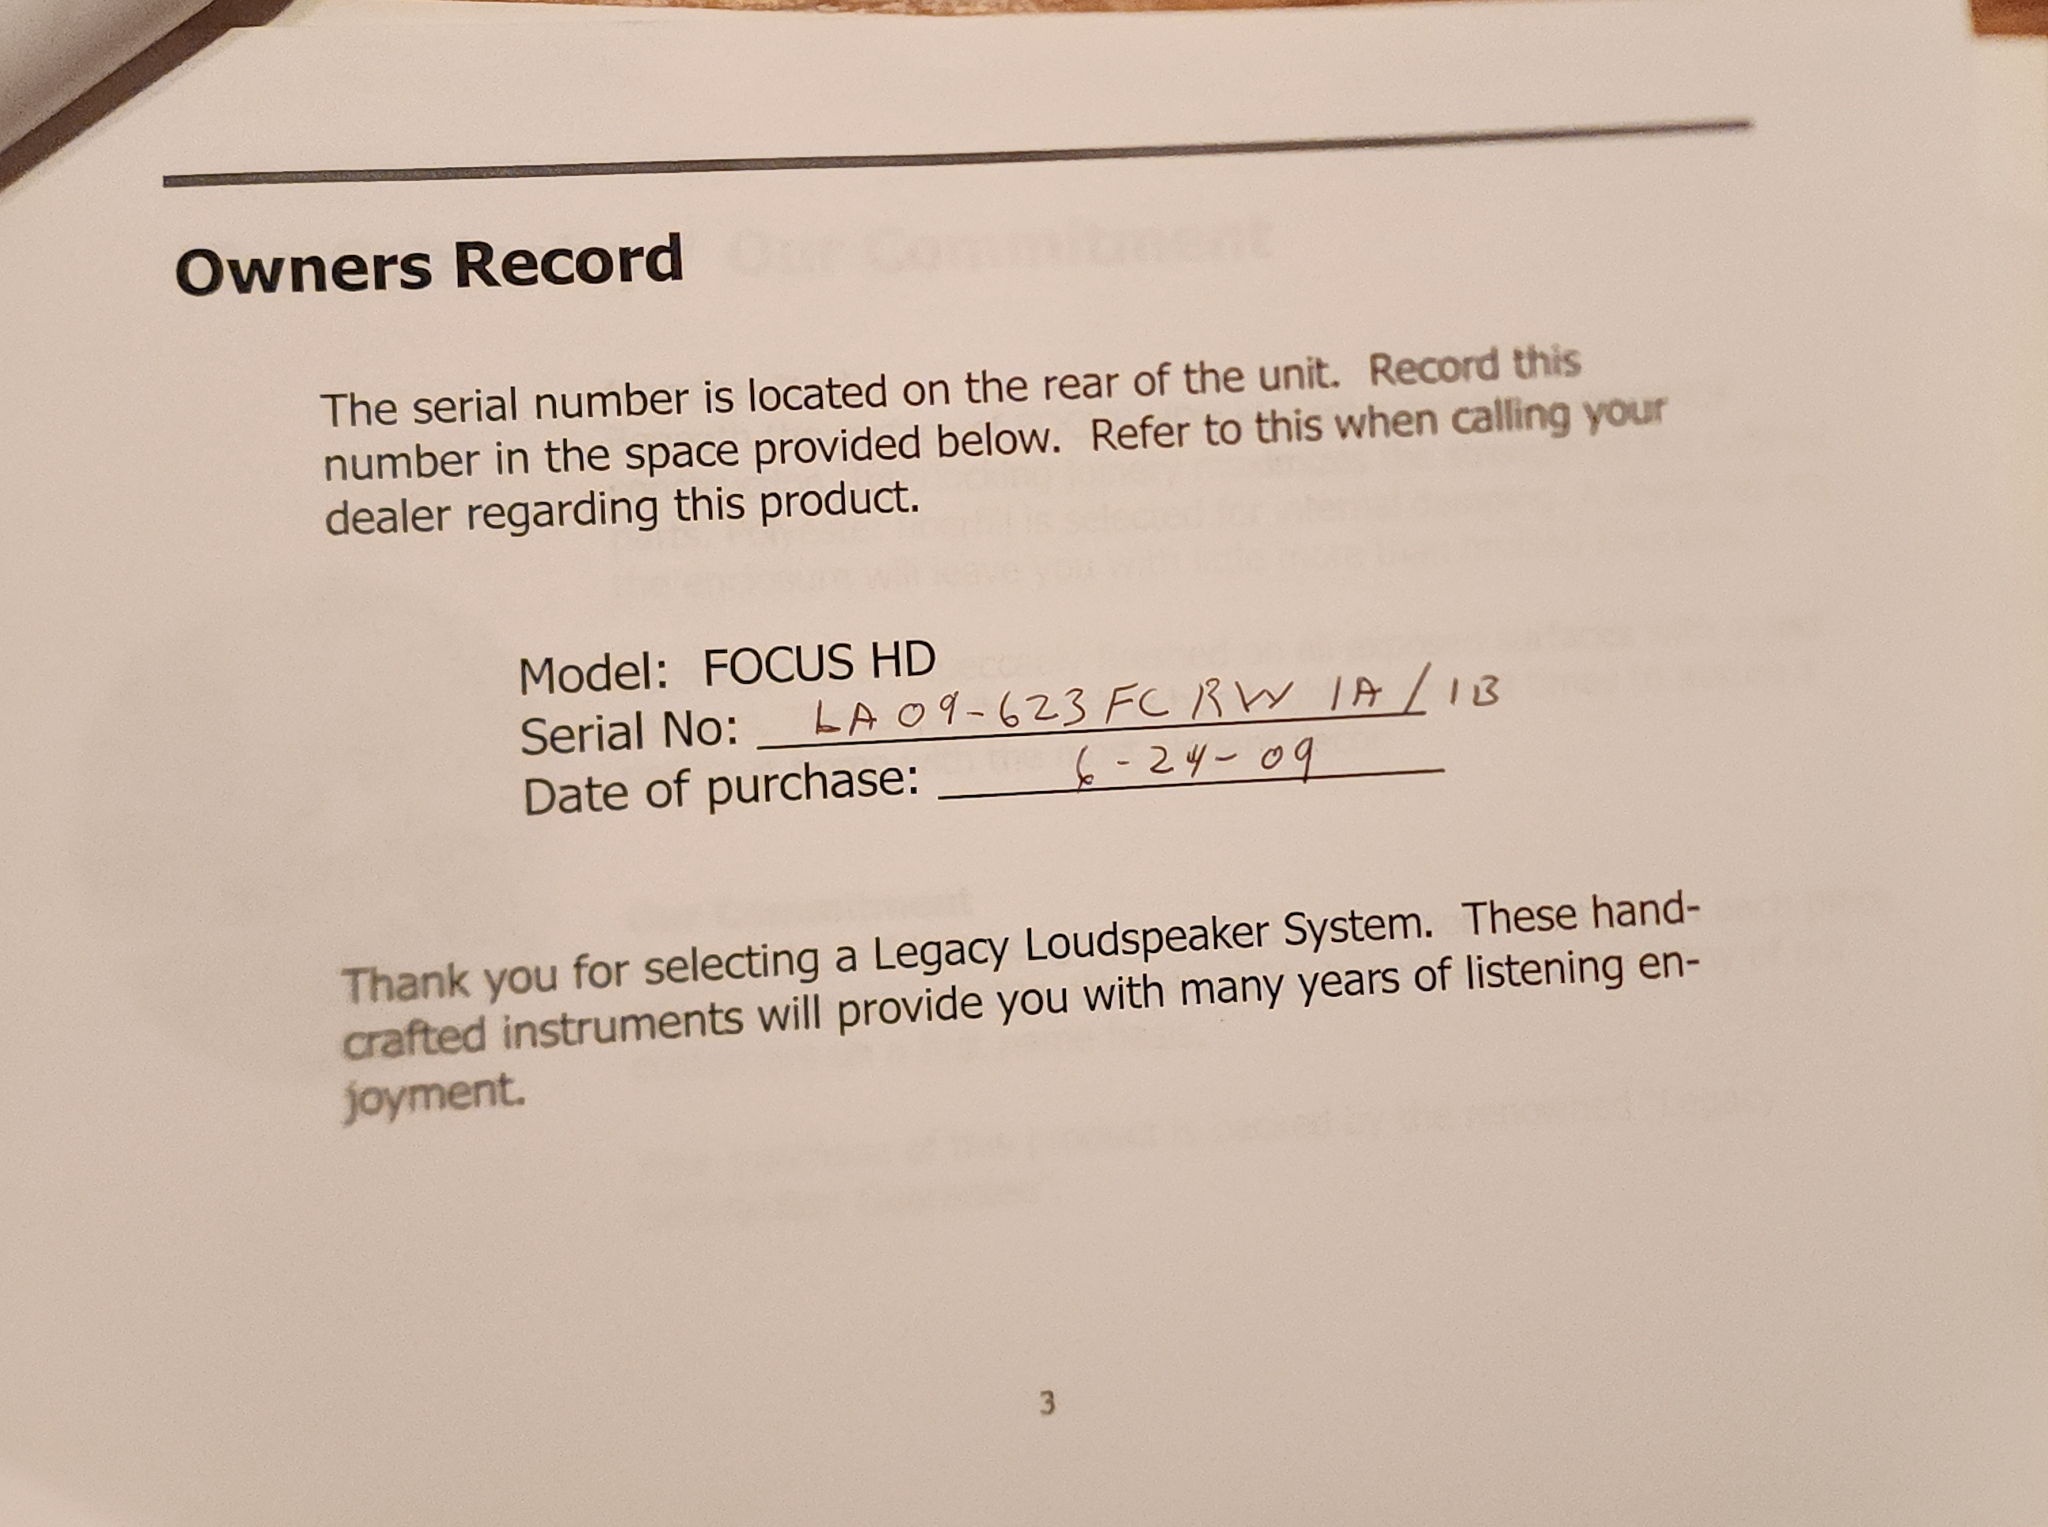 Owners Record
The serial number is located on the rear of the unit. Record this
number in the space provided below. Refer to this when calling your
dealer regarding this product.
Model: FOCUS HD
Serial No: LA09-623FC RW 1A/1B
Date of purchase: 6-24-09
Thank you for selecting a Legacy Loudspeaker System. These hand-
crafted instruments will provide you with many years of listening en-
joyment.
3